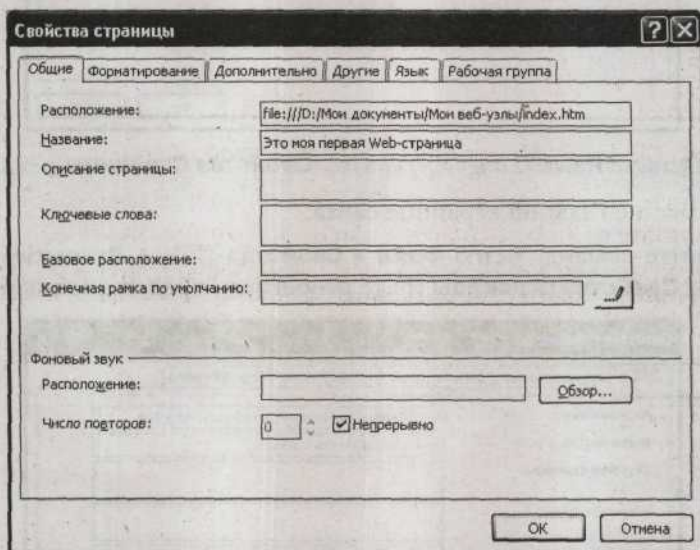 Свойства страницы
Общие Форматирование Дополнительно Другие Язык Рабочая группа
Расположение: file:///D:/Мои документы/Мои веб-узлы/index.htm
Название: Это моя первая Web-страница
Описание страницы:
Ключевые слова:
Базовое расположение:
Конечная рамка по умолчанию:
Фоновый звук
Расположение: Обзор...
Число повторов: 0 Непрерывно
ОК Отмена